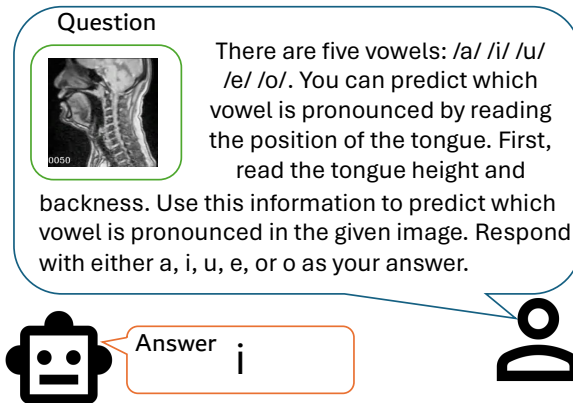 Question
There are five vowels: /a/ /i/ /u/
/e/ /o/. You can predict which
vowel is pronounced by reading
the position of the tongue. First,
read the tongue height and
backness. Use this information to predict which
vowel is pronounced in the given image. Respond
with either a, i, u, e, or o as your answer.
0050
Answer
i